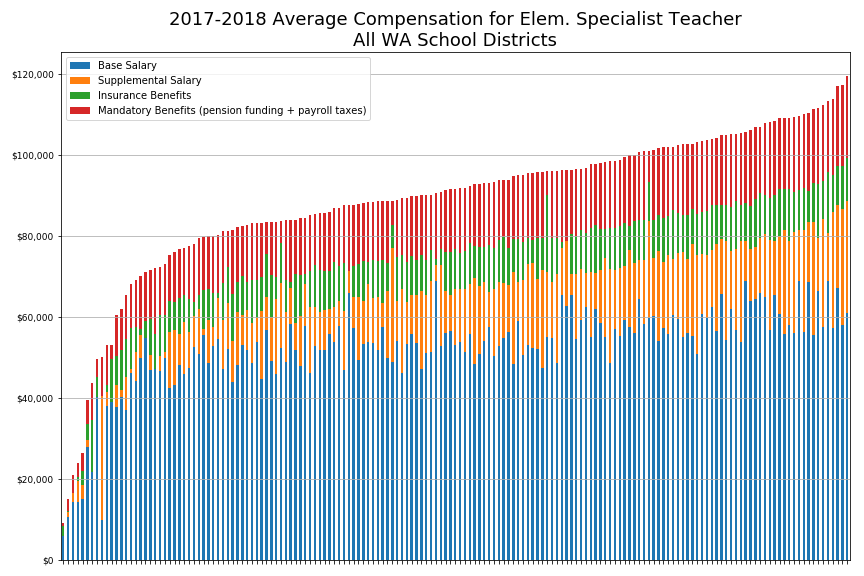 2017-2018 Average Compensation for Elem. Specialist Teacher
All WA School Districts
Base Salary
Supplemental Salary
Insurance Benefits
Mandatory Benefits (pension funding + payroll taxes)
$120,000
$100,000
$80,000
$60,000
$40,000
$20,000
$0